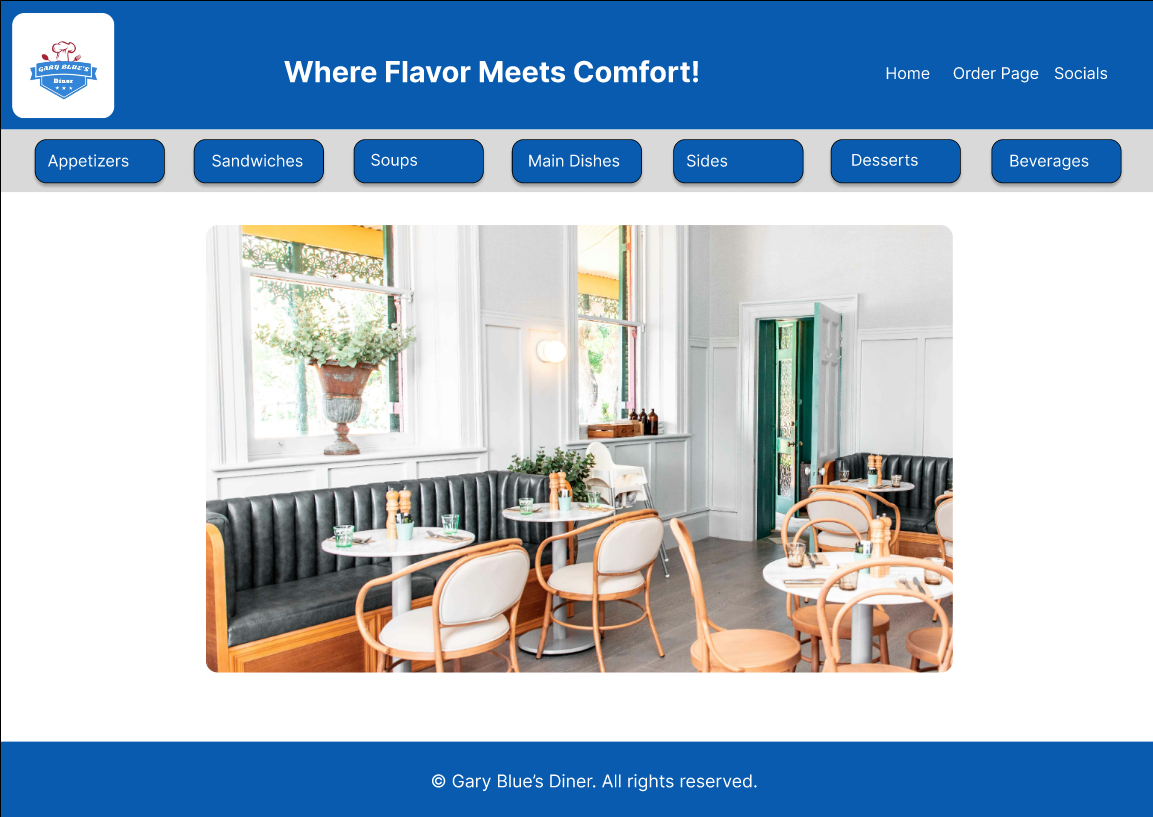 GARY BLUE'S
Diner
Where Flavor Meets Comfort!
Home Order Page Socials
Appetizers Sandwiches Soups Main Dishes Sides Desserts Beverages
© Gary Blue’s Diner. All rights reserved.